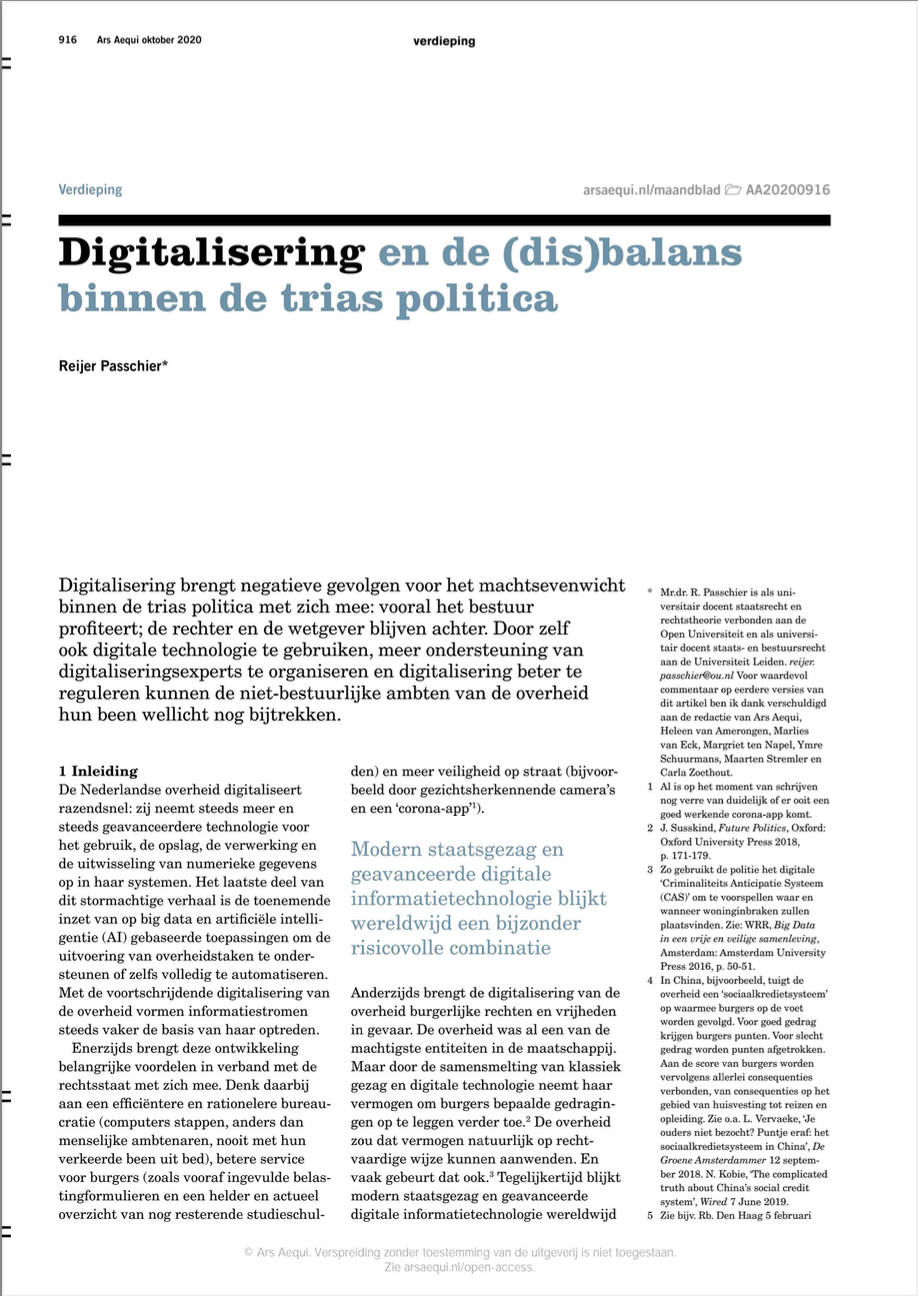 916 Ars Aequi oktober 2020
verdieping
Verdieping
arsaequi.nl/maandblad AA20200916
Digitalisering en de (dis)balans
binnen de trias politica
Reijer Passchier*
Digitalisering brengt negatieve gevolgen voor het machtsevenwicht
binnen de trias politica met zich mee: vooral het bestuur
profiteert; de rechter en de wetgever blijven achter. Door zelf
ook digitale technologie te gebruiken, meer ondersteuning van
digitaliseringsexperts te organiseren en digitalisering beter te
reguleren kunnen de niet-bestuurlijke ambten van de overheid
hun been wellicht nog bijtrekken.
1 Inleiding
De Nederlandse overheid digitaliseert
razendsnel: zij neemt steeds meer en
steeds geavanceerdere technologie voor
het gebruik, de opslag, de verwerking en
de uitwisseling van numerieke gegevens
op in haar systemen. Het laatste deel van
dit stormachtige verhaal is de toenemende
inzet van op big data en artificiële intelli-
gentie (AI) gebaseerde toepassingen om de
uitvoering van overheidstaken te onder-
steunen of zelfs volledig te automatiseren.
Met de voortschrijdende digitalisering van
de overheid vormen informatiestromen
steeds vaker de basis van haar optreden.
Enerzijds brengt deze ontwikkeling
belangrijke voordelen in verband met de
rechtsstaat met zich mee. Denk daarbij
aan een efficiëntere en rationelere bureau-
cratie (computers stappen, anders dan
menselijke ambtenaren, nooit met hun
verkeerde been uit bed), betere service
voor burgers (zoals vooraf ingevulde belas-
tingformulieren en een helder en actueel
overzicht van nog resterende studieschul-
den) en meer veiligheid op straat (bijvoor-
beeld door gezichtsherkennende camera's
en een 'corona-app'¹).
Modern staatsgezag en
geavanceerde digitale
informatietechnologie blijkt
wereldwijd een bijzonder
risicovolle combinatie
Anderzijds brengt de digitalisering van de
overheid burgerlijke rechten en vrijheden
in gevaar. De overheid was al een van de
machtigste entiteiten in de maatschappij.
Maar door de samensmelting van klassiek
gezag en digitale technologie neemt haar
vermogen om burgers bepaalde gedragin-
gen op te leggen verder toe.² De overheid
zou dat vermogen natuurlijk op recht-
vaardige wijze kunnen aanwenden. En
vaak gebeurt dat ook.³ Tegelijkertijd blijkt
modern staatsgezag en geavanceerde
digitale informatietechnologie wereldwijd
* Mr.dr. R. Passchier is als uni-
versitair docent staatsrecht en
rechtstheorie verbonden aan de
Open Universiteit en als universi-
tair docent staats- en bestuursrecht
aan de Universiteit Leiden. reijer.
passchier@ou.nl Voor waardevol
commentaar op eerdere versies van
dit artikel ben ik dank verschuldigd
aan de redactie van Ars Aequi,
Heleen van Amerongen, Marlies
van Eck, Margriet ten Napel, Ymre
Schuurmans, Maarten Stremler en
Carla Zoethout.
1 Al is op het moment van schrijven
nog verre van duidelijk of er ooit een
goed werkende corona-app komt.
2 J. Susskind, Future Politics, Oxford:
Oxford University Press 2018,
p. 171-179.
3 Zo gebruikt de politie het digitale
'Criminaliteits Anticipatie Systeem
(CAS)' om te voorspellen waar en
wanneer woninginbraken zullen
plaatsvinden. Zie: WRR, Big Data
in een vrije en veilige samenleving,
Amsterdam: Amsterdam University
Press 2016, p. 50-51.
4 In China, bijvoorbeeld, tuigt de
overheid een 'sociaalkredietsysteem'
op waarmee burgers op de voet
worden gevolgd. Voor goed gedrag
krijgen burgers punten. Voor slecht
gedrag worden punten afgetrokken.
Aan de score van burgers worden
vervolgens allerlei consequenties
verbonden, van consequenties op het
gebied van huisvesting tot reizen en
opleiding. Zie o.a. L. Vervaeke, 'Je
ouders niet bezocht? Puntje eraf: het
sociaalkredietsysteem in China', De
Groene Amsterdammer 12 septem-
ber 2018. N. Kobie, 'The complicated
truth about China's social credit
system', Wired 7 June 2019.
5 Zie bijv. Rb. Den Haag 5 februari
© Ars Aequi. Verspreiding zonder toestemming van de uitgeverij is niet toegestaan.
Zie arsaequi.nl/open-access.